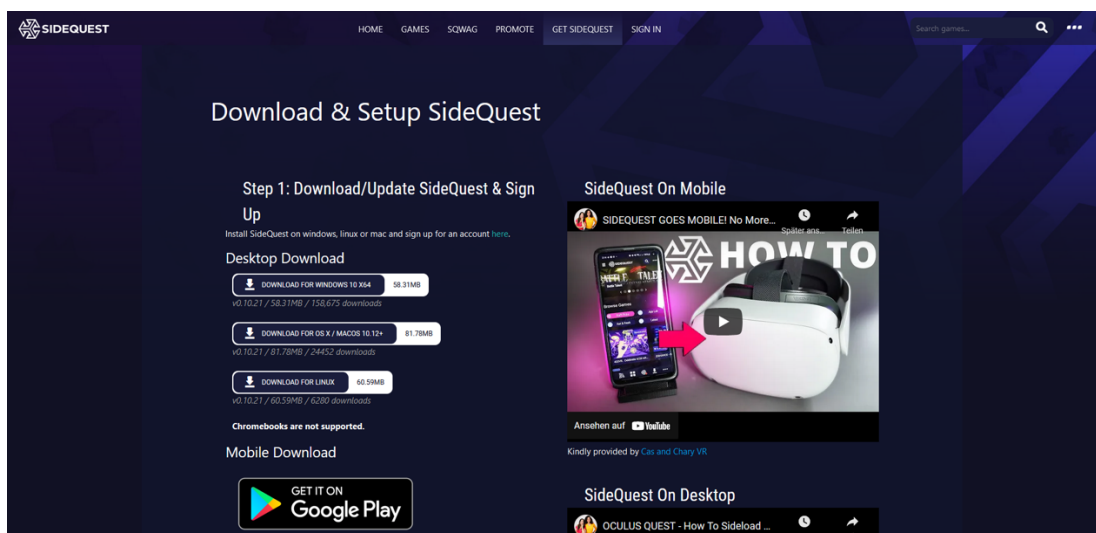 SIDEQUEST
HOME GAMES SQWAG PROMOTE GET SIDEQUEST SIGN IN
Search games...
Download & Setup SideQuest
Step 1: Download/Update SideQuest & Sign
Up
Install SideQuest on windows, linux or mac and sign up for an account here.
Desktop Download
DOWNLOAD FOR WINDOWS 10 X64 58.31MB
v0.10.21 / 58.31MB / 158,675 downloads
DOWNLOAD FOR OS X / MACOS 10.12+ 81.78MB
v0.10.21 / 81.78MB / 24452 downloads
DOWNLOAD FOR LINUX 60.59MB
v0.10.21 / 60.59MB / 6280 downloads
Chromebooks are not supported.
Mobile Download
GET IT ON
Google Play
SideQuest On Mobile
SIDEQUEST GOES MOBILE! No More...
Später ans... Teilen
HOW TO
Browse Games
Ansehen auf YouTube
Kindly provided by Cas and Chary VR
SideQuest On Desktop
OCULUS QUEST - How To Sideload ...